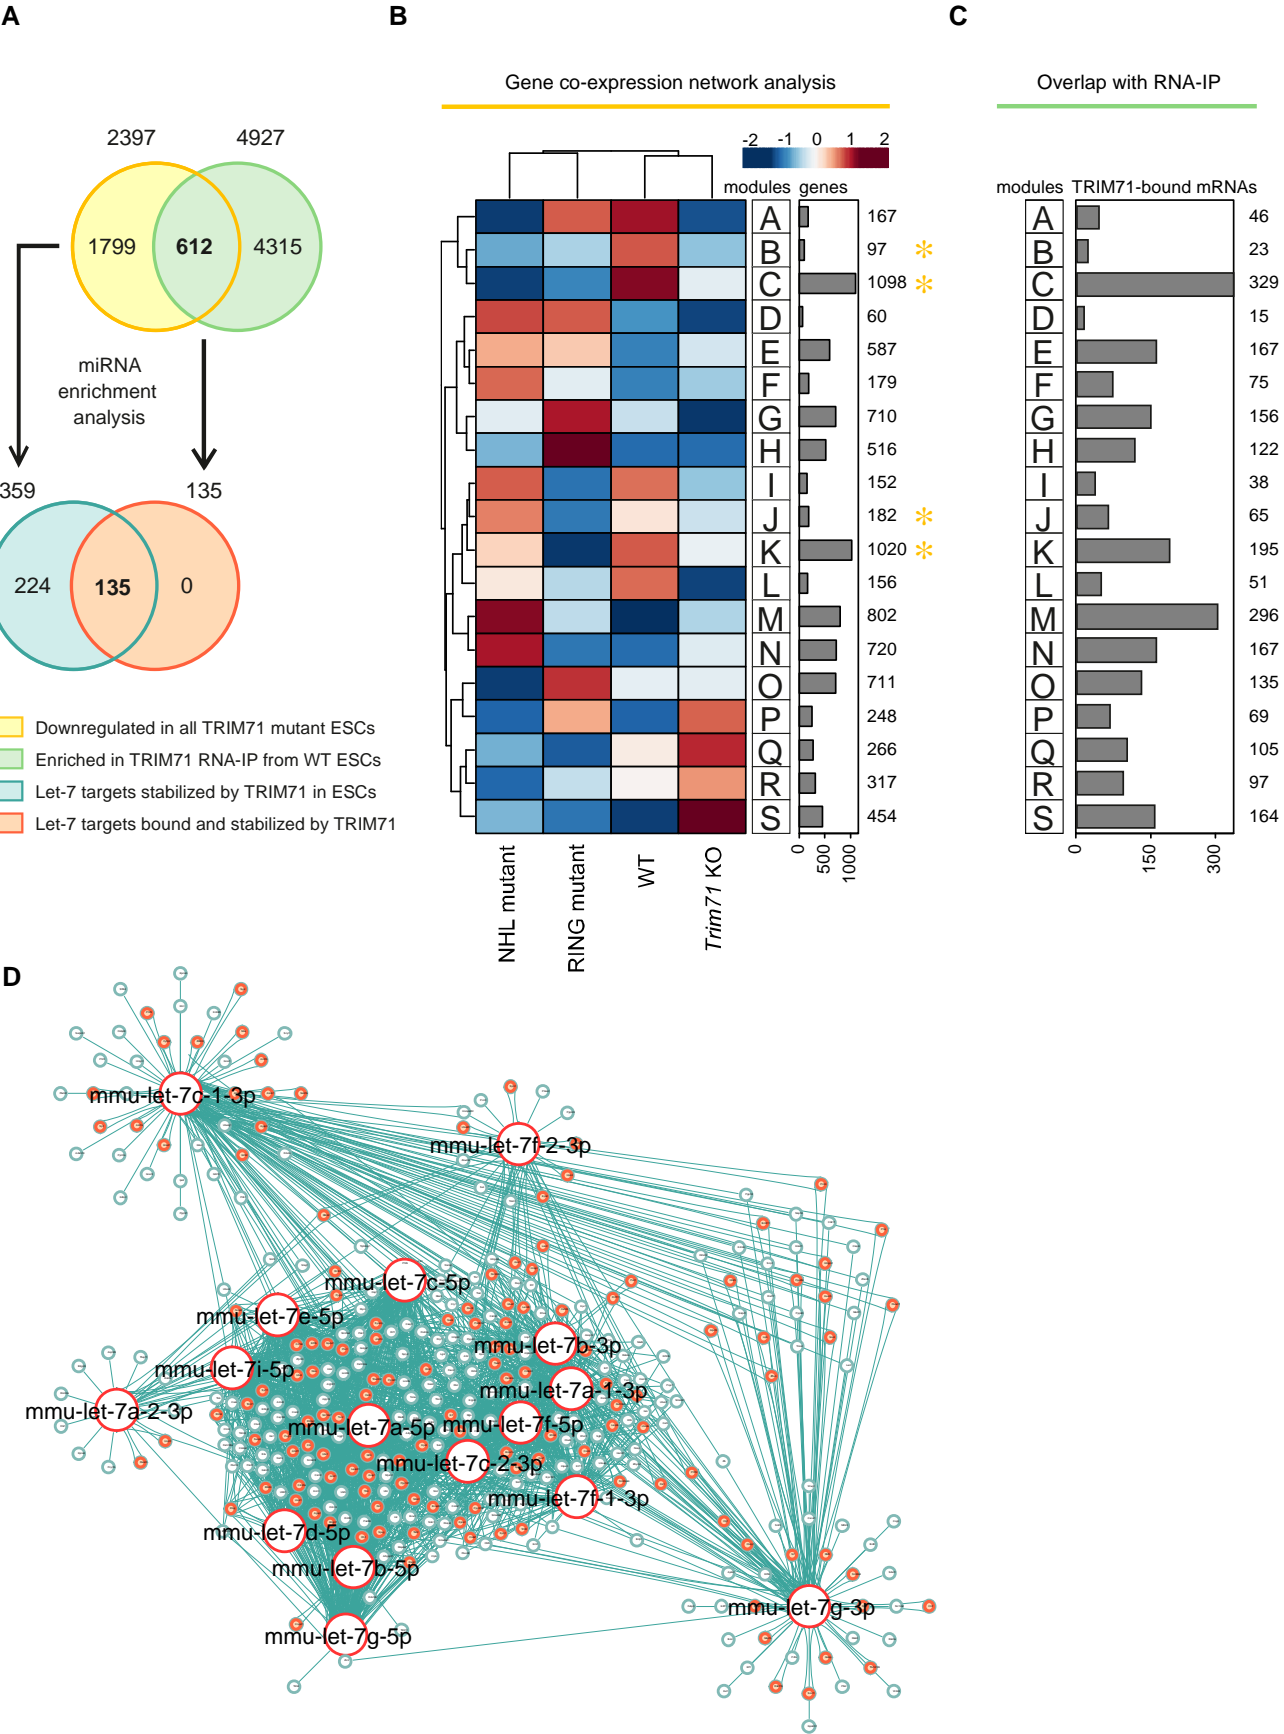 A
B
C
Gene co-expression network analysis
Overlap with RNA-IP
2397
4927
1799
612
4315
miRNA
enrichment
analysis
359
135
224
135
0
Downregulated in all TRIM71 mutant ESCs
Enriched in TRIM71 RNA-IP from WT ESCs
Let-7 targets stabilized by TRIM71 in ESCs
Let-7 targets bound and stabilized by TRIM71
-2 -1 0 1 2
modules genes
A 167
B 97 *
C 1098 *
D 60
E 587
F 179
G 710
H 516
I 152
J 182 *
K 1020 *
L 156
M 802
N 720
O 711
P 248
Q 266
R 317
S 454
0 500 1000
NHL mutant
RING mutant
WT
Trim71 KO
modules TRIM71-bound mRNAs
A 46
B 23
C 329
D 15
E 167
F 75
G 156
H 122
I 38
J 65
K 195
L 51
M 296
N 167
O 135
P 69
Q 105
R 97
S 164
0 150 300
D
mmu-let-7c-1-3p
mmu-let-7f-2-3p
mmu-let-7c-5p
mmu-let-7e-5p
mmu-let-7b-3p
mmu-let-7i-5p
mmu-let-7a-1-3p
mmu-let-7a-2-3p
mmu-let-7a-5p
mmu-let-7f-5p
mmu-let-7c-2-3p
mmu-let-7f-1-3p
mmu-let-7d-5p
mmu-let-7b-5p
mmu-let-7g-3p
mmu-let-7g-5p